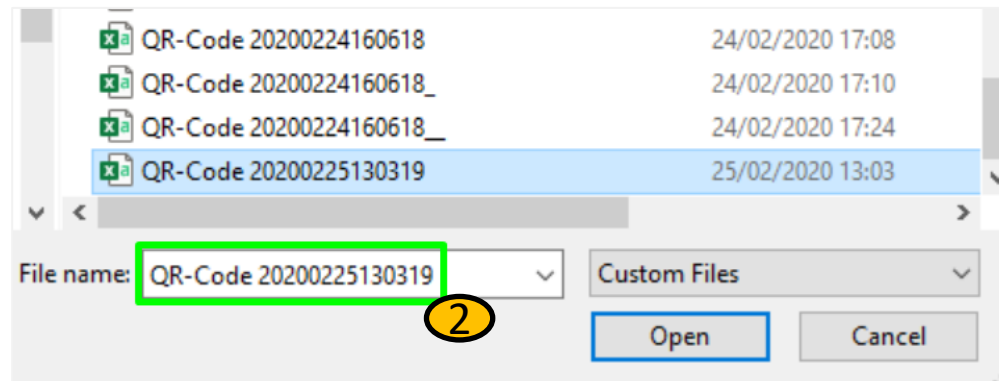 QR-Code 20200224160618 24/02/2020 17:08
QR-Code 20200224160618_ 24/02/2020 17:10
QR-Code 20200224160618__ 24/02/2020 17:24
QR-Code 20200225130319 25/02/2020 13:03
File name: QR-Code 20200225130319 Custom Files
2
Open Cancel